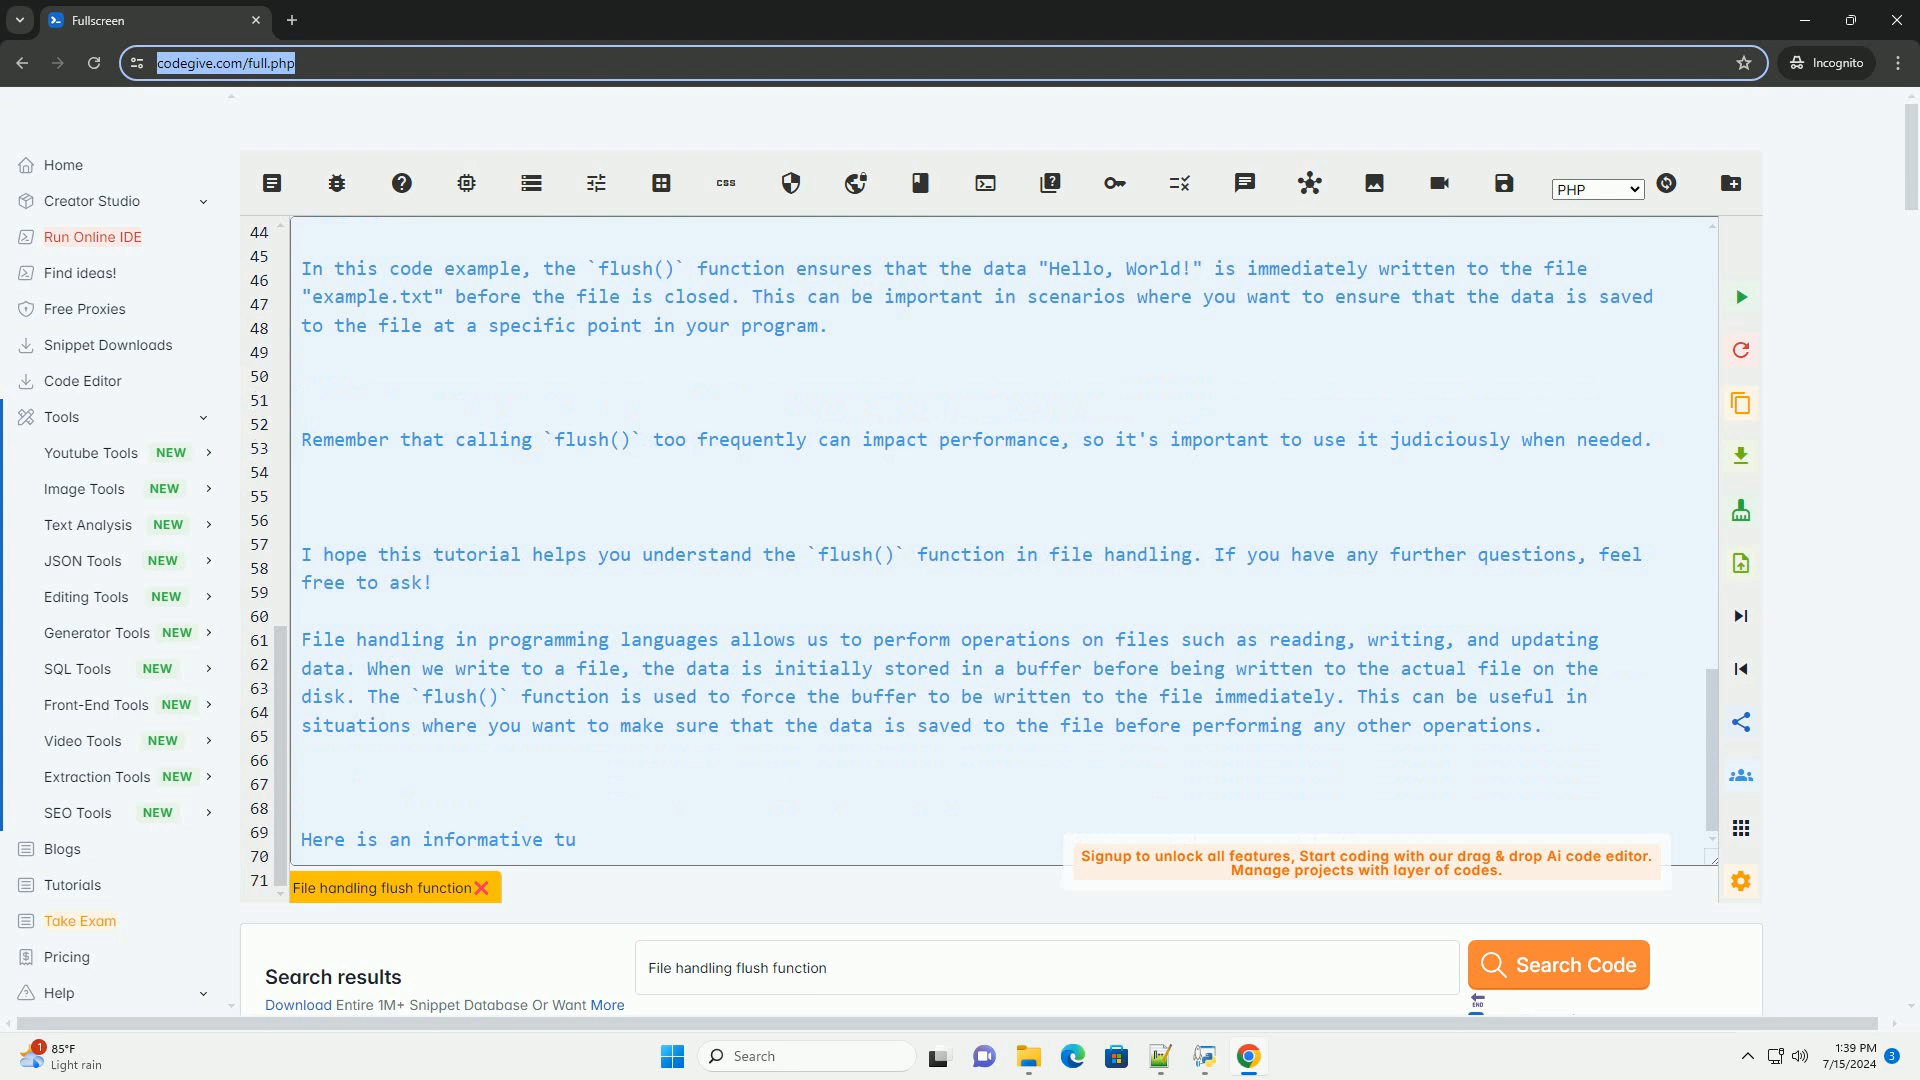 Fullscreen
codegive.com/full.php
Incognito
Home
Creator Studio
Run Online IDE
Find ideas!
Free Proxies
Snippet Downloads
Code Editor
Tools
Youtube Tools NEW
Image Tools NEW
Text Analysis NEW
JSON Tools NEW
Editing Tools NEW
Generator Tools NEW
SQL Tools NEW
Front-End Tools NEW
Video Tools NEW
Extraction Tools NEW
SEO Tools NEW
Blogs
Tutorials
Take Exam
Pricing
Help
css
PHP
44
45
46
47
48
49
50
51
52
53
54
55
56
57
58
59
60
61
62
63
64
65
66
67
68
69
70
71
In this code example, the `flush()` function ensures that the data "Hello, World!" is immediately written to the file
"example.txt" before the file is closed. This can be important in scenarios where you want to ensure that the data is saved
to the file at a specific point in your program.
Remember that calling `flush()` too frequently can impact performance, so it's important to use it judiciously when needed.
I hope this tutorial helps you understand the `flush()` function in file handling. If you have any further questions, feel
free to ask!
File handling in programming languages allows us to perform operations on files such as reading, writing, and updating
data. When we write to a file, the data is initially stored in a buffer before being written to the actual file on the
disk. The `flush()` function is used to force the buffer to be written to the file immediately. This can be useful in
situations where you want to make sure that the data is saved to the file before performing any other operations.
Here is an informative tu
Signup to unlock all features, Start coding with our drag & drop Ai code editor.
Manage projects with layer of codes.
File handling flush function
Search results
Download Entire 1M+ Snippet Database Or Want More
File handling flush function
Search Code
END
1
85°F
Light rain
Search
1:39 PM
7/15/2024
3